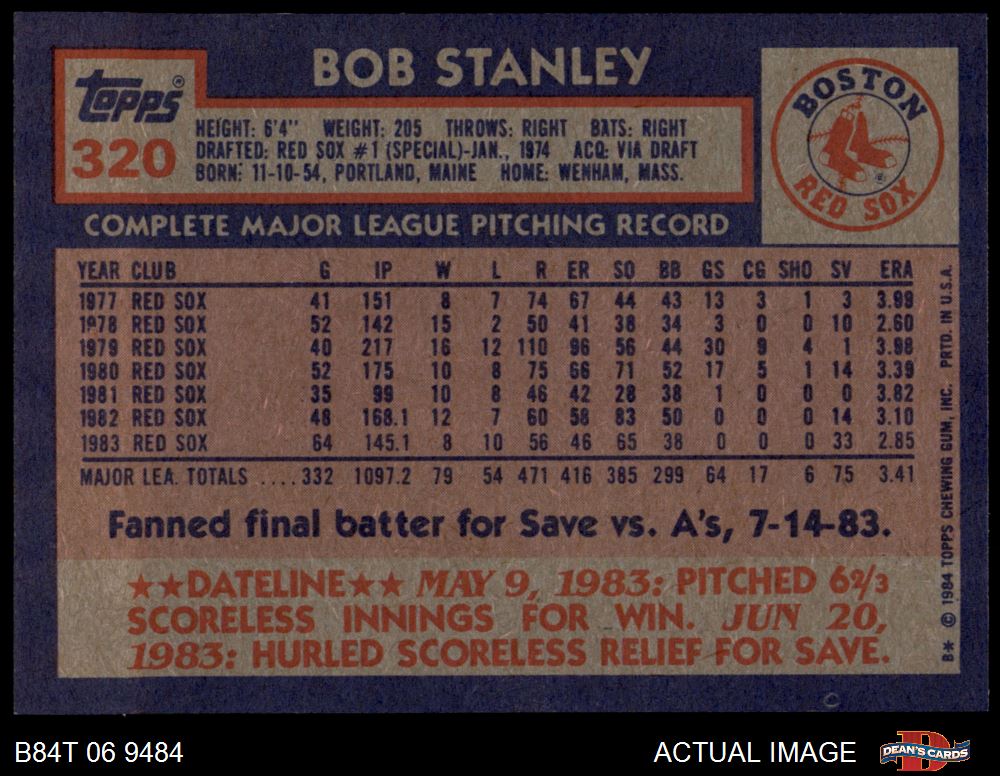 BOB STANLEY
Topps®
320
HEIGHT: 6'4" WEIGHT: 205 THROWS: RIGHT BATS: RIGHT
DRAFTED: RED SOX #1 (SPECIAL)-JAN., 1974 ACQ: VIA DRAFT
BORN: 11-10-54, PORTLAND, MAINE HOME: WENHAM, MASS.
BOSTON
RED SOX
®
COMPLETE MAJOR LEAGUE PITCHING RECORD
YEAR CLUB G IP W L R ER SO BB GS CG SHO SV ERA
1977 RED SOX 41 151 8 7 74 67 44 43 13 3 1 3 3.99
1978 RED SOX 52 142 15 2 50 41 38 34 3 0 0 10 2.60
1979 RED SOX 40 217 16 12 110 96 56 44 30 9 4 1 3.98
1980 RED SOX 52 175 10 8 75 66 71 52 17 5 1 14 3.39
1981 RED SOX 35 99 10 8 46 42 28 38 1 0 0 0 3.82
1982 RED SOX 48 168.1 12 7 60 58 83 50 0 0 0 14 3.10
1983 RED SOX 64 145.1 8 10 56 46 65 38 0 0 0 33 2.85
MAJOR LEA. TOTALS .... 332 1097.2 79 54 471 416 385 299 64 17 6 75 3.41
Fanned final batter for Save vs. A's, 7-14-83.
★★DATELINE★★ MAY 9, 1983: PITCHED 6⅔
SCORELESS INNINGS FOR WIN. JUN 20,
1983: HURLED SCORELESS RELIEF FOR SAVE.
B* © 1984 TOPPS CHEWING GUM, INC. PRTD. IN U.S.A.
B84T 06 9484
ACTUAL IMAGE
DEAN'S CARDS